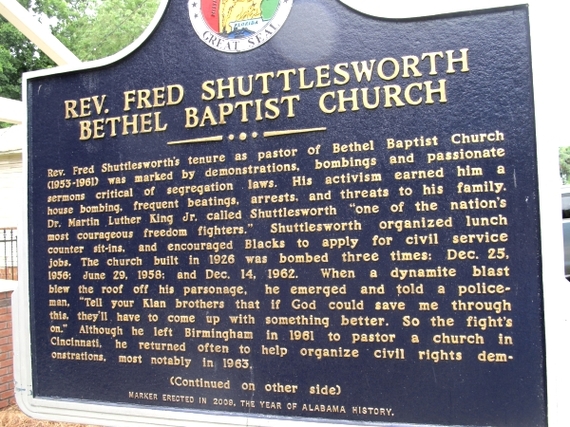 FLORIDA
GREAT SEAL
REV. FRED SHUTTLESWORTH
BETHEL BAPTIST CHURCH
Rev. Fred Shuttlesworth's tenure as pastor of Bethel Baptist Church
(1953-1961) was marked by demonstrations, bombings and passionate
sermons critical of segregation laws. His activism earned him a
house bombing, frequent beatings, arrests, and threats to his family.
Dr. Martin Luther King Jr. called Shuttlesworth "one of the nation's
most courageous freedom fighters." Shuttlesworth organized lunch
counter sit-ins, and encouraged Blacks to apply for civil service
jobs. The church built in 1926 was bombed three times: Dec. 25,
1956; June 29, 1958; and Dec. 14, 1962. When a dynamite blast
blew the roof off his parsonage, he emerged and told a police-
man, "Tell your Klan brothers that if God could save me through
this, they'll have to come up with something better. So the fight's
on." Although he left Birmingham in 1961 to pastor a church in
Cincinnati, he returned often to help organize civil rights dem-
onstrations, most notably in 1963.
(Continued on other side)
MARKER ERECTED IN 2009, THE YEAR OF ALABAMA HISTORY.